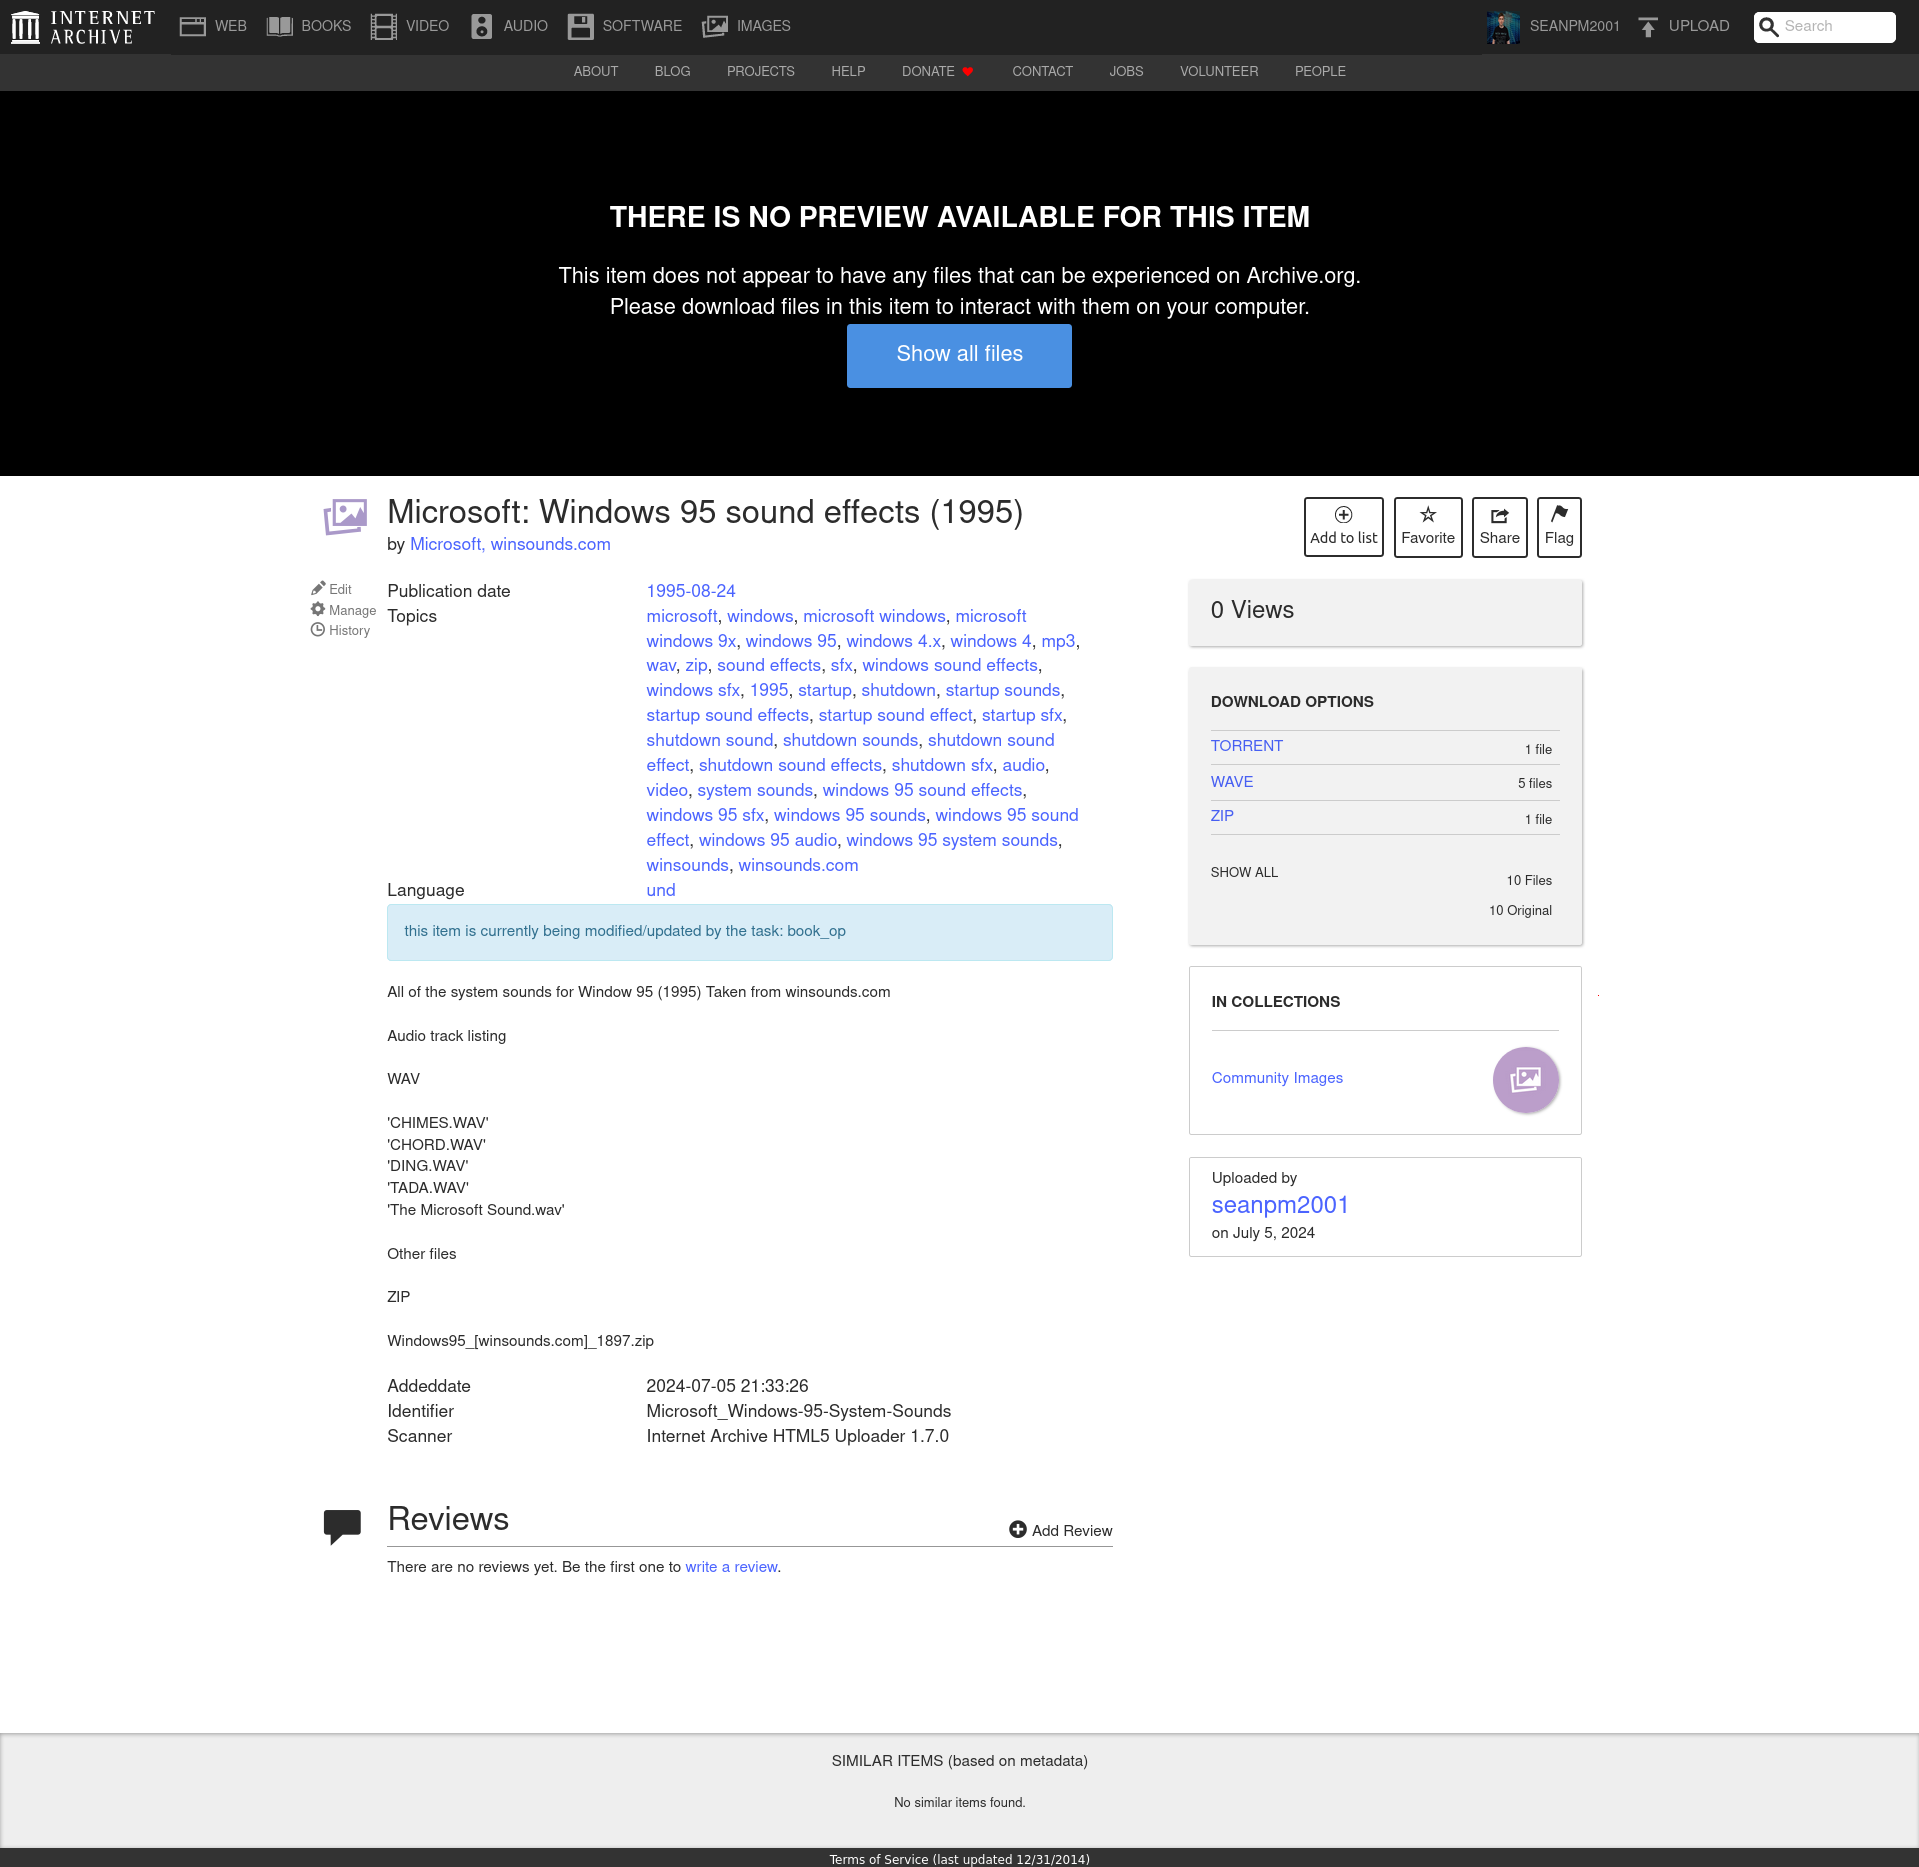 INTERNET ARCHIVE
WEB BOOKS VIDEO AUDIO SOFTWARE IMAGES SEANPM2001 UPLOAD Search
ABOUT BLOG PROJECTS HELP DONATE CONTACT JOBS VOLUNTEER PEOPLE
THERE IS NO PREVIEW AVAILABLE FOR THIS ITEM
This item does not appear to have any files that can be experienced on Archive.org.
Please download files in this item to interact with them on your computer.
Show all files
Microsoft: Windows 95 sound effects (1995)
by Microsoft, winsounds.com
Add to list Favorite Share Flag
Edit
Manage
History
Publication date 1995-08-24
Topics microsoft, windows, microsoft windows, microsoft
windows 9x, windows 95, windows 4.x, windows 4, mp3,
wav, zip, sound effects, sfx, windows sound effects,
windows sfx, 1995, startup, shutdown, startup sounds,
startup sound effects, startup sound effect, startup sfx,
shutdown sound, shutdown sounds, shutdown sound
effect, shutdown sound effects, shutdown sfx, audio,
video, system sounds, windows 95 sound effects,
windows 95 sfx, windows 95 sounds, windows 95 sound
effect, windows 95 audio, windows 95 system sounds,
winsounds, winsounds.com
Language und
this item is currently being modified/updated by the task: book_op
All of the system sounds for Window 95 (1995) Taken from winsounds.com
Audio track listing
WAV
'CHIMES.WAV'
'CHORD.WAV'
'DING.WAV'
'TADA.WAV'
'The Microsoft Sound.wav'
Other files
ZIP
Windows95_[winsounds.com]_1897.zip
Addeddate 2024-07-05 21:33:26
Identifier Microsoft_Windows-95-System-Sounds
Scanner Internet Archive HTML5 Uploader 1.7.0
0 Views
DOWNLOAD OPTIONS
TORRENT 1 file
WAVE 5 files
ZIP 1 file
SHOW ALL 10 Files
10 Original
IN COLLECTIONS
Community Images
Uploaded by
seanpm2001
on July 5, 2024
Reviews
Add Review
There are no reviews yet. Be the first one to write a review.
SIMILAR ITEMS (based on metadata)
No similar items found.
Terms of Service (last updated 12/31/2014)